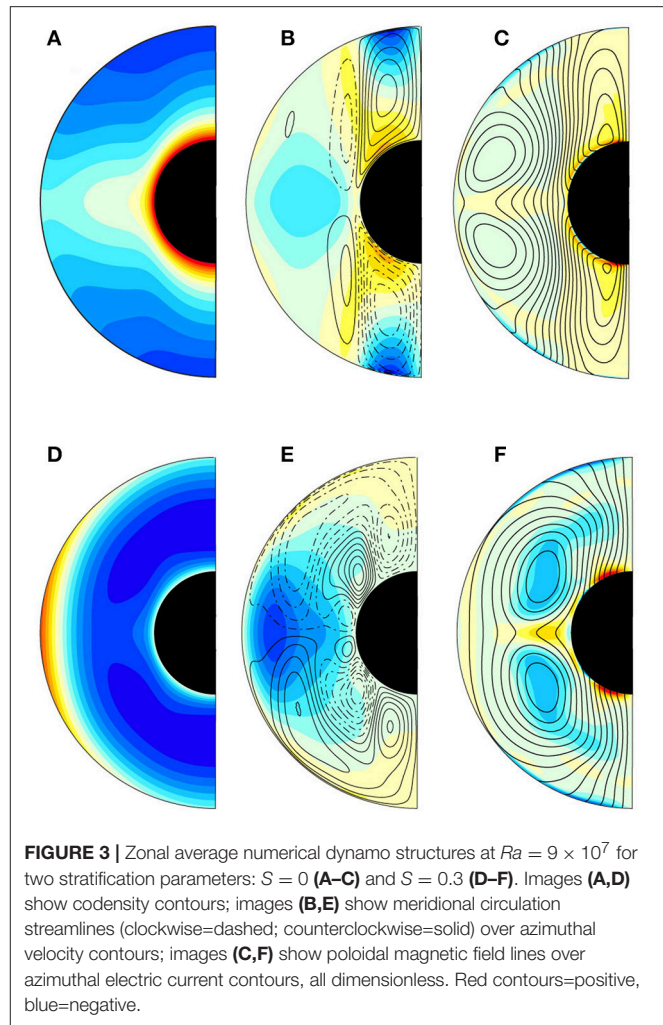 A
B
C
D
E
F
FIGURE 3 | Zonal average numerical dynamo structures at Ra = 9 × 10⁷ for
two stratification parameters: S = 0 (A–C) and S = 0.3 (D–F). Images (A,D)
show codensity contours; images (B,E) show meridional circulation
streamlines (clockwise=dashed; counterclockwise=solid) over azimuthal
velocity contours; images (C,F) show poloidal magnetic field lines over
azimuthal electric current contours, all dimensionless. Red contours=positive,
blue=negative.